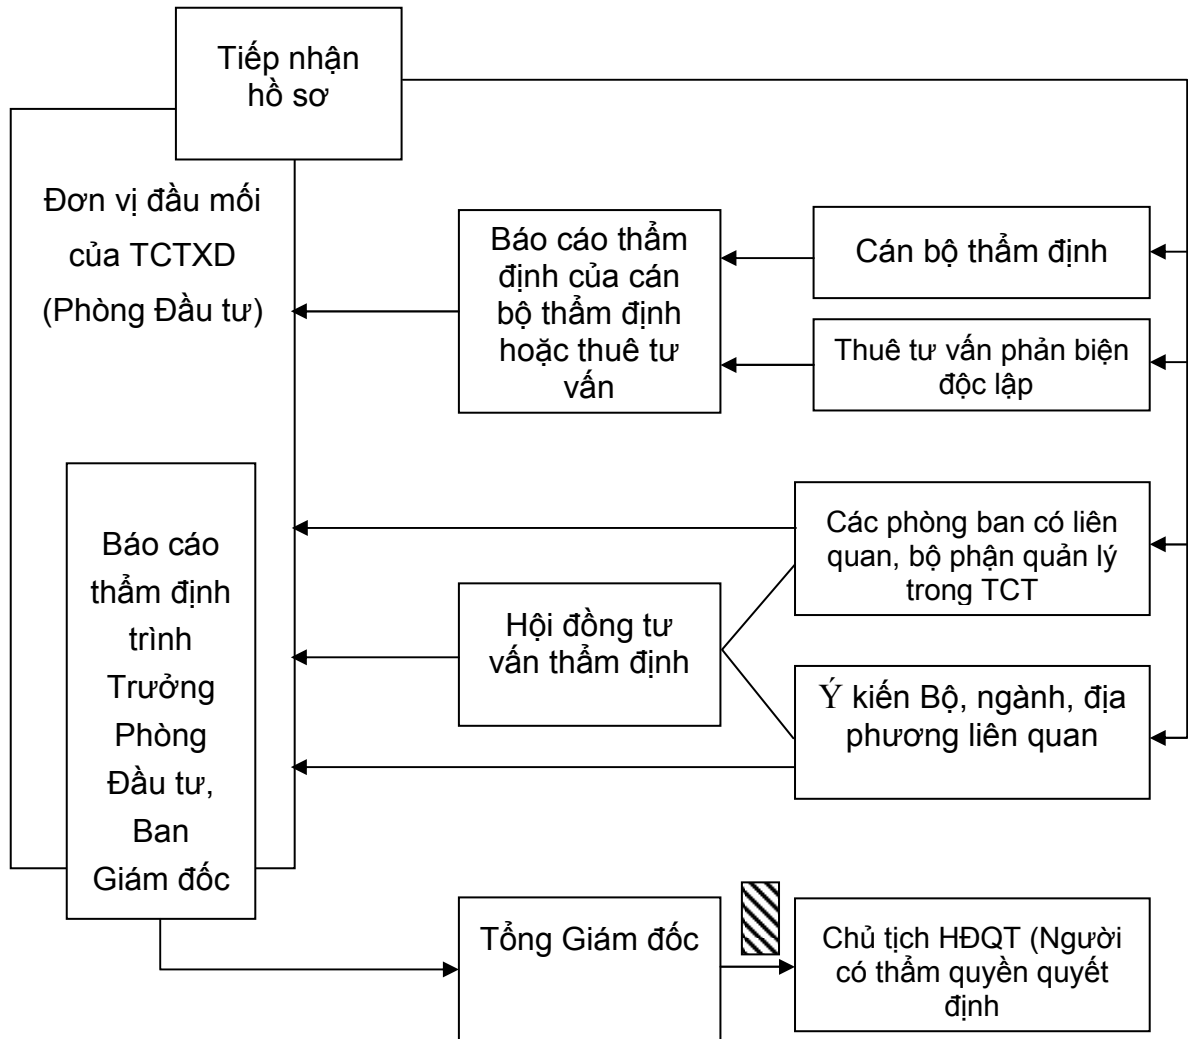 Tiếp nhận
hồ sơ
Đơn vị đầu mối
của TCTXD
(Phòng Đầu tư)
Báo cáo thẩm
định của cán
bộ thẩm định
hoặc thuê tư
vấn
Cán bộ thẩm định
Thuê tư vấn phản biện
độc lập
Báo cáo
thẩm định
trình
Trưởng
Phòng
Đầu tư,
Ban
Giám đốc
Các phòng ban có liên
quan, bộ phận quản lý
trong TCT
Hội đồng tư
vấn thẩm định
Ý kiến Bộ, ngành, địa
phương liên quan
Tổng Giám đốc
Chủ tịch HĐQT (Người
có thẩm quyền quyết
định